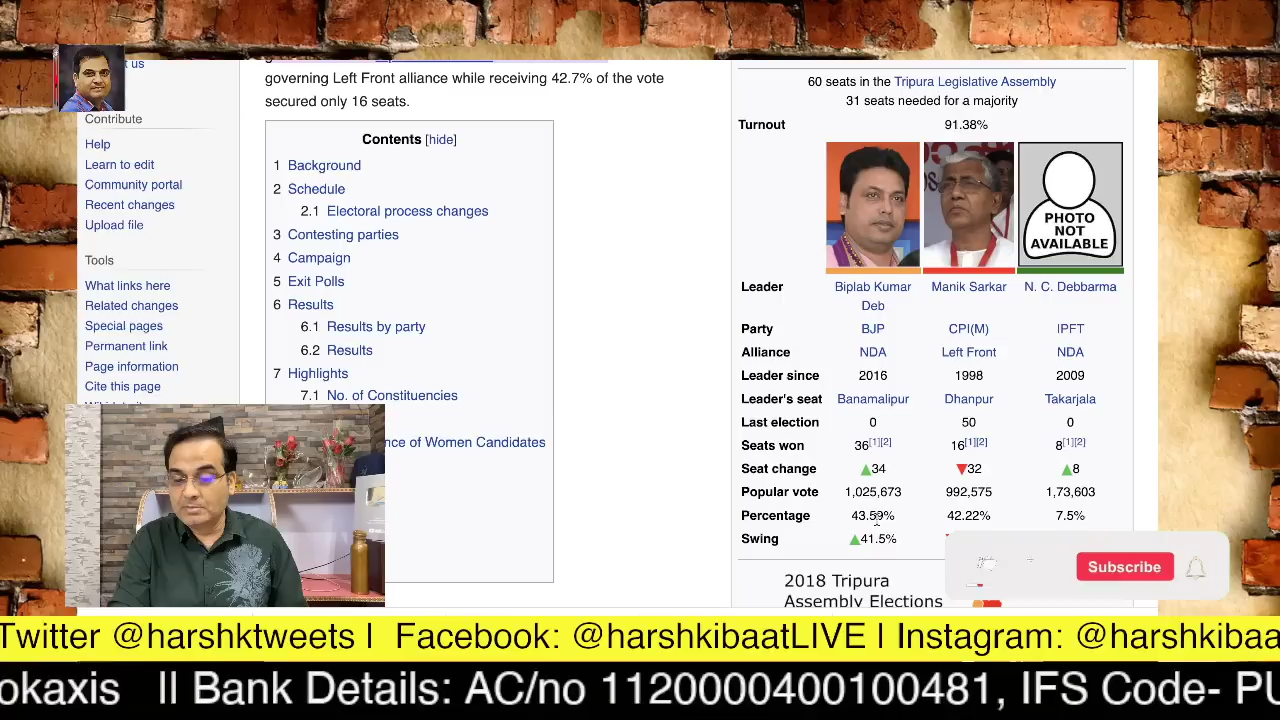 t us
Contribute
Help
Learn to edit
Community portal
Recent changes
Upload file
Tools
What links here
Related changes
Special pages
Permanent link
Page information
Cite this page
governing Left Front alliance while receiving 42.7% of the vote
secured only 16 seats.
Contents [hide]
1 Background
2 Schedule
2.1 Electoral process changes
3 Contesting parties
4 Campaign
5 Exit Polls
6 Results
6.1 Results by party
6.2 Results
7 Highlights
7.1 No. of Constituencies
nce of Women Candidates
60 seats in the Tripura Legislative Assembly
31 seats needed for a majority
Turnout 91.38%
PHOTO
NOT
AVAILABLE
Leader Biplab Kumar Deb Manik Sarkar N. C. Debbarma
Party BJP CPI(M) IPFT
Alliance NDA Left Front NDA
Leader since 2016 1998 2009
Leader's seat Banamalipur Dhanpur Takarjala
Last election 0 50 0
Seats won 36[1][2] 16[1][2] 8[1][2]
Seat change ▲34 ▼32 ▲8
Popular vote 1,025,673 992,575 1,73,603
Percentage 43.59% 42.22% 7.5%
Swing ▲41.5%
Subscribe
2018 Tripura
Assembly Elections
Twitter @harshktweets I Facebook: @harshkibaatLIVE I Instagram: @harshkibaa
okaxis II Bank Details: AC/no 1120000400100481, IFS Code- PU